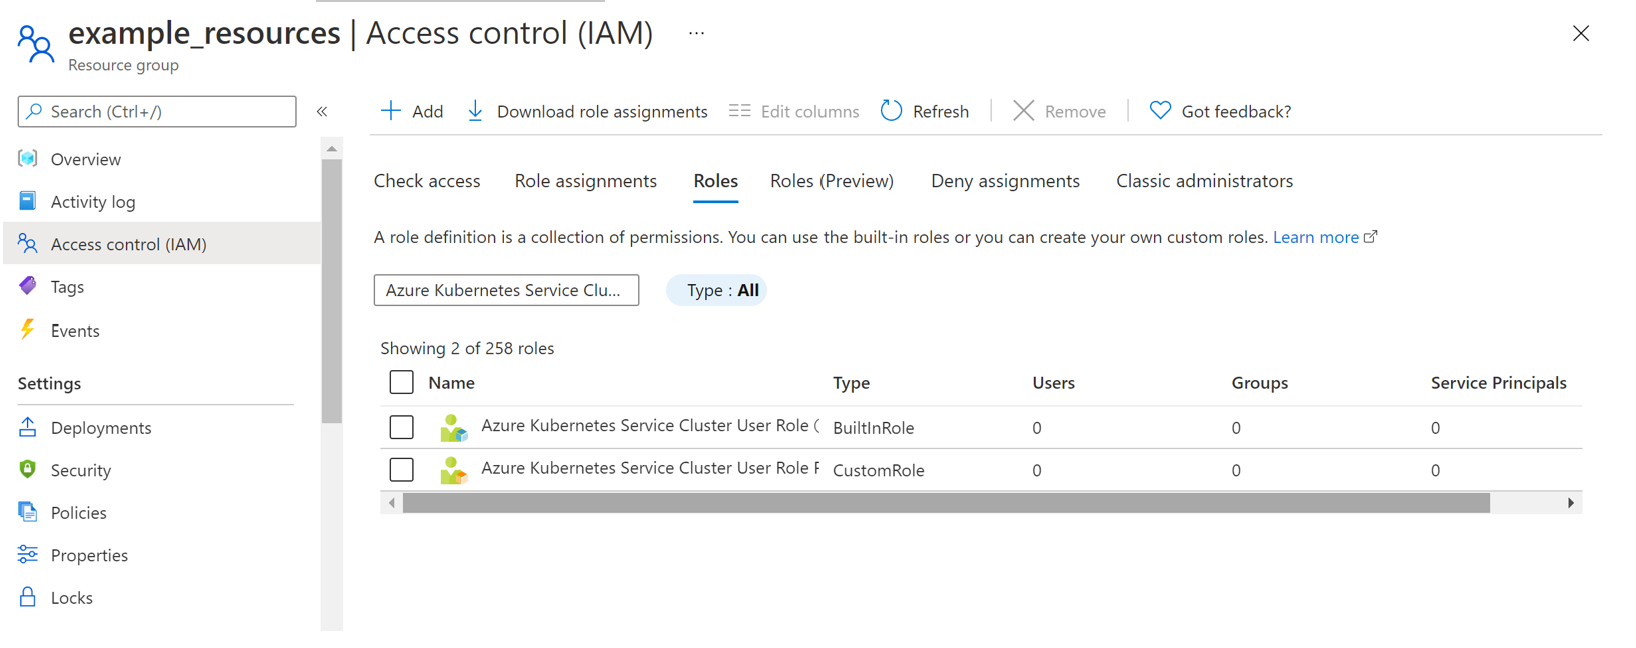 example_resources | Access control (IAM) ...
Resource group
Search (Ctrl+/)
«
Overview
Activity log
Access control (IAM)
Tags
Events
Settings
Deployments
Security
Policies
Properties
Locks
Add
Download role assignments
Edit columns
Refresh
Remove
Got feedback?
Check access
Role assignments
Roles
Roles (Preview)
Deny assignments
Classic administrators
A role definition is a collection of permissions. You can use the built-in roles or you can create your own custom roles. Learn more
Azure Kubernetes Service Clu...
Type : All
Showing 2 of 258 roles
Name Type Users Groups Service Principals
Azure Kubernetes Service Cluster User Role ( BuiltInRole 0 0 0
Azure Kubernetes Service Cluster User Role CustomRole 0 0 0